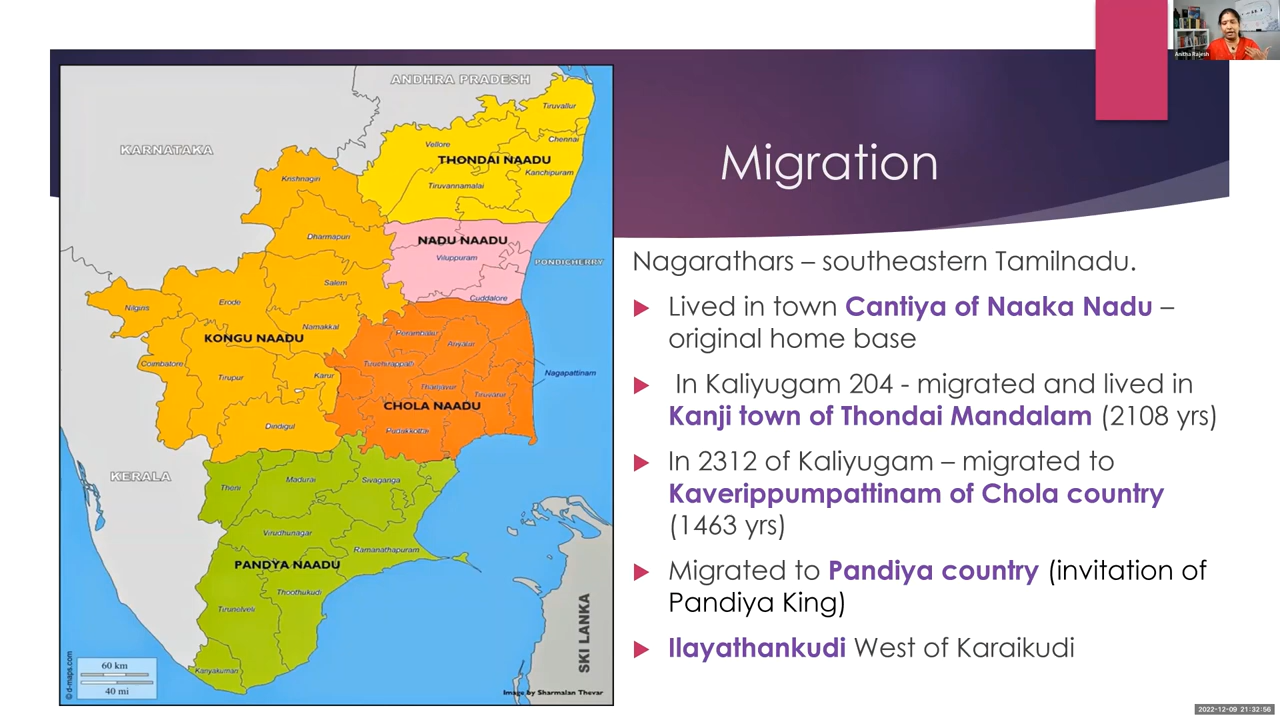 Anitha Rajesh
Migration
ANDHRA PRADESH
KARNATAKA
Tiruvallur
Chennai
Vellore
THONDAI NAADU
Kanchipuram
Tiruvannamalai
Krishnagiri
NADU NAADU
Dharmapuri
Viluppuram
PONDICHERRY
Salem
Cuddalore
Nilgiris
Erode
Namakkal
Perambalur
Ariyalur
KONGU NAADU
Coimbatore
Tirupur
Karur
Tiruchirappalli
Nagapattinam
Thanjavur
Tiruvarur
CHOLA NAADU
Dindigul
Pudukkottai
KERALA
Theni
Madurai
Sivaganga
Virudhunagar
Ramanathapuram
PANDYA NAADU
Thoothukudi
Tirunelveli
Kanyakumari
SKI LANKA
60 km
40 mi
© d-maps.com
Image by Sharmalan Thevar
Nagarathars – southeastern Tamilnadu.
Lived in town Cantiya of Naaka Nadu –
original home base
In Kaliyugam 204 - migrated and lived in
Kanji town of Thondai Mandalam (2108 yrs)
In 2312 of Kaliyugam – migrated to
Kaverippumpattinam of Chola country
(1463 yrs)
Migrated to Pandiya country (invitation of
Pandiya King)
Ilayathankudi West of Karaikudi
2022-12-09 21:32:56